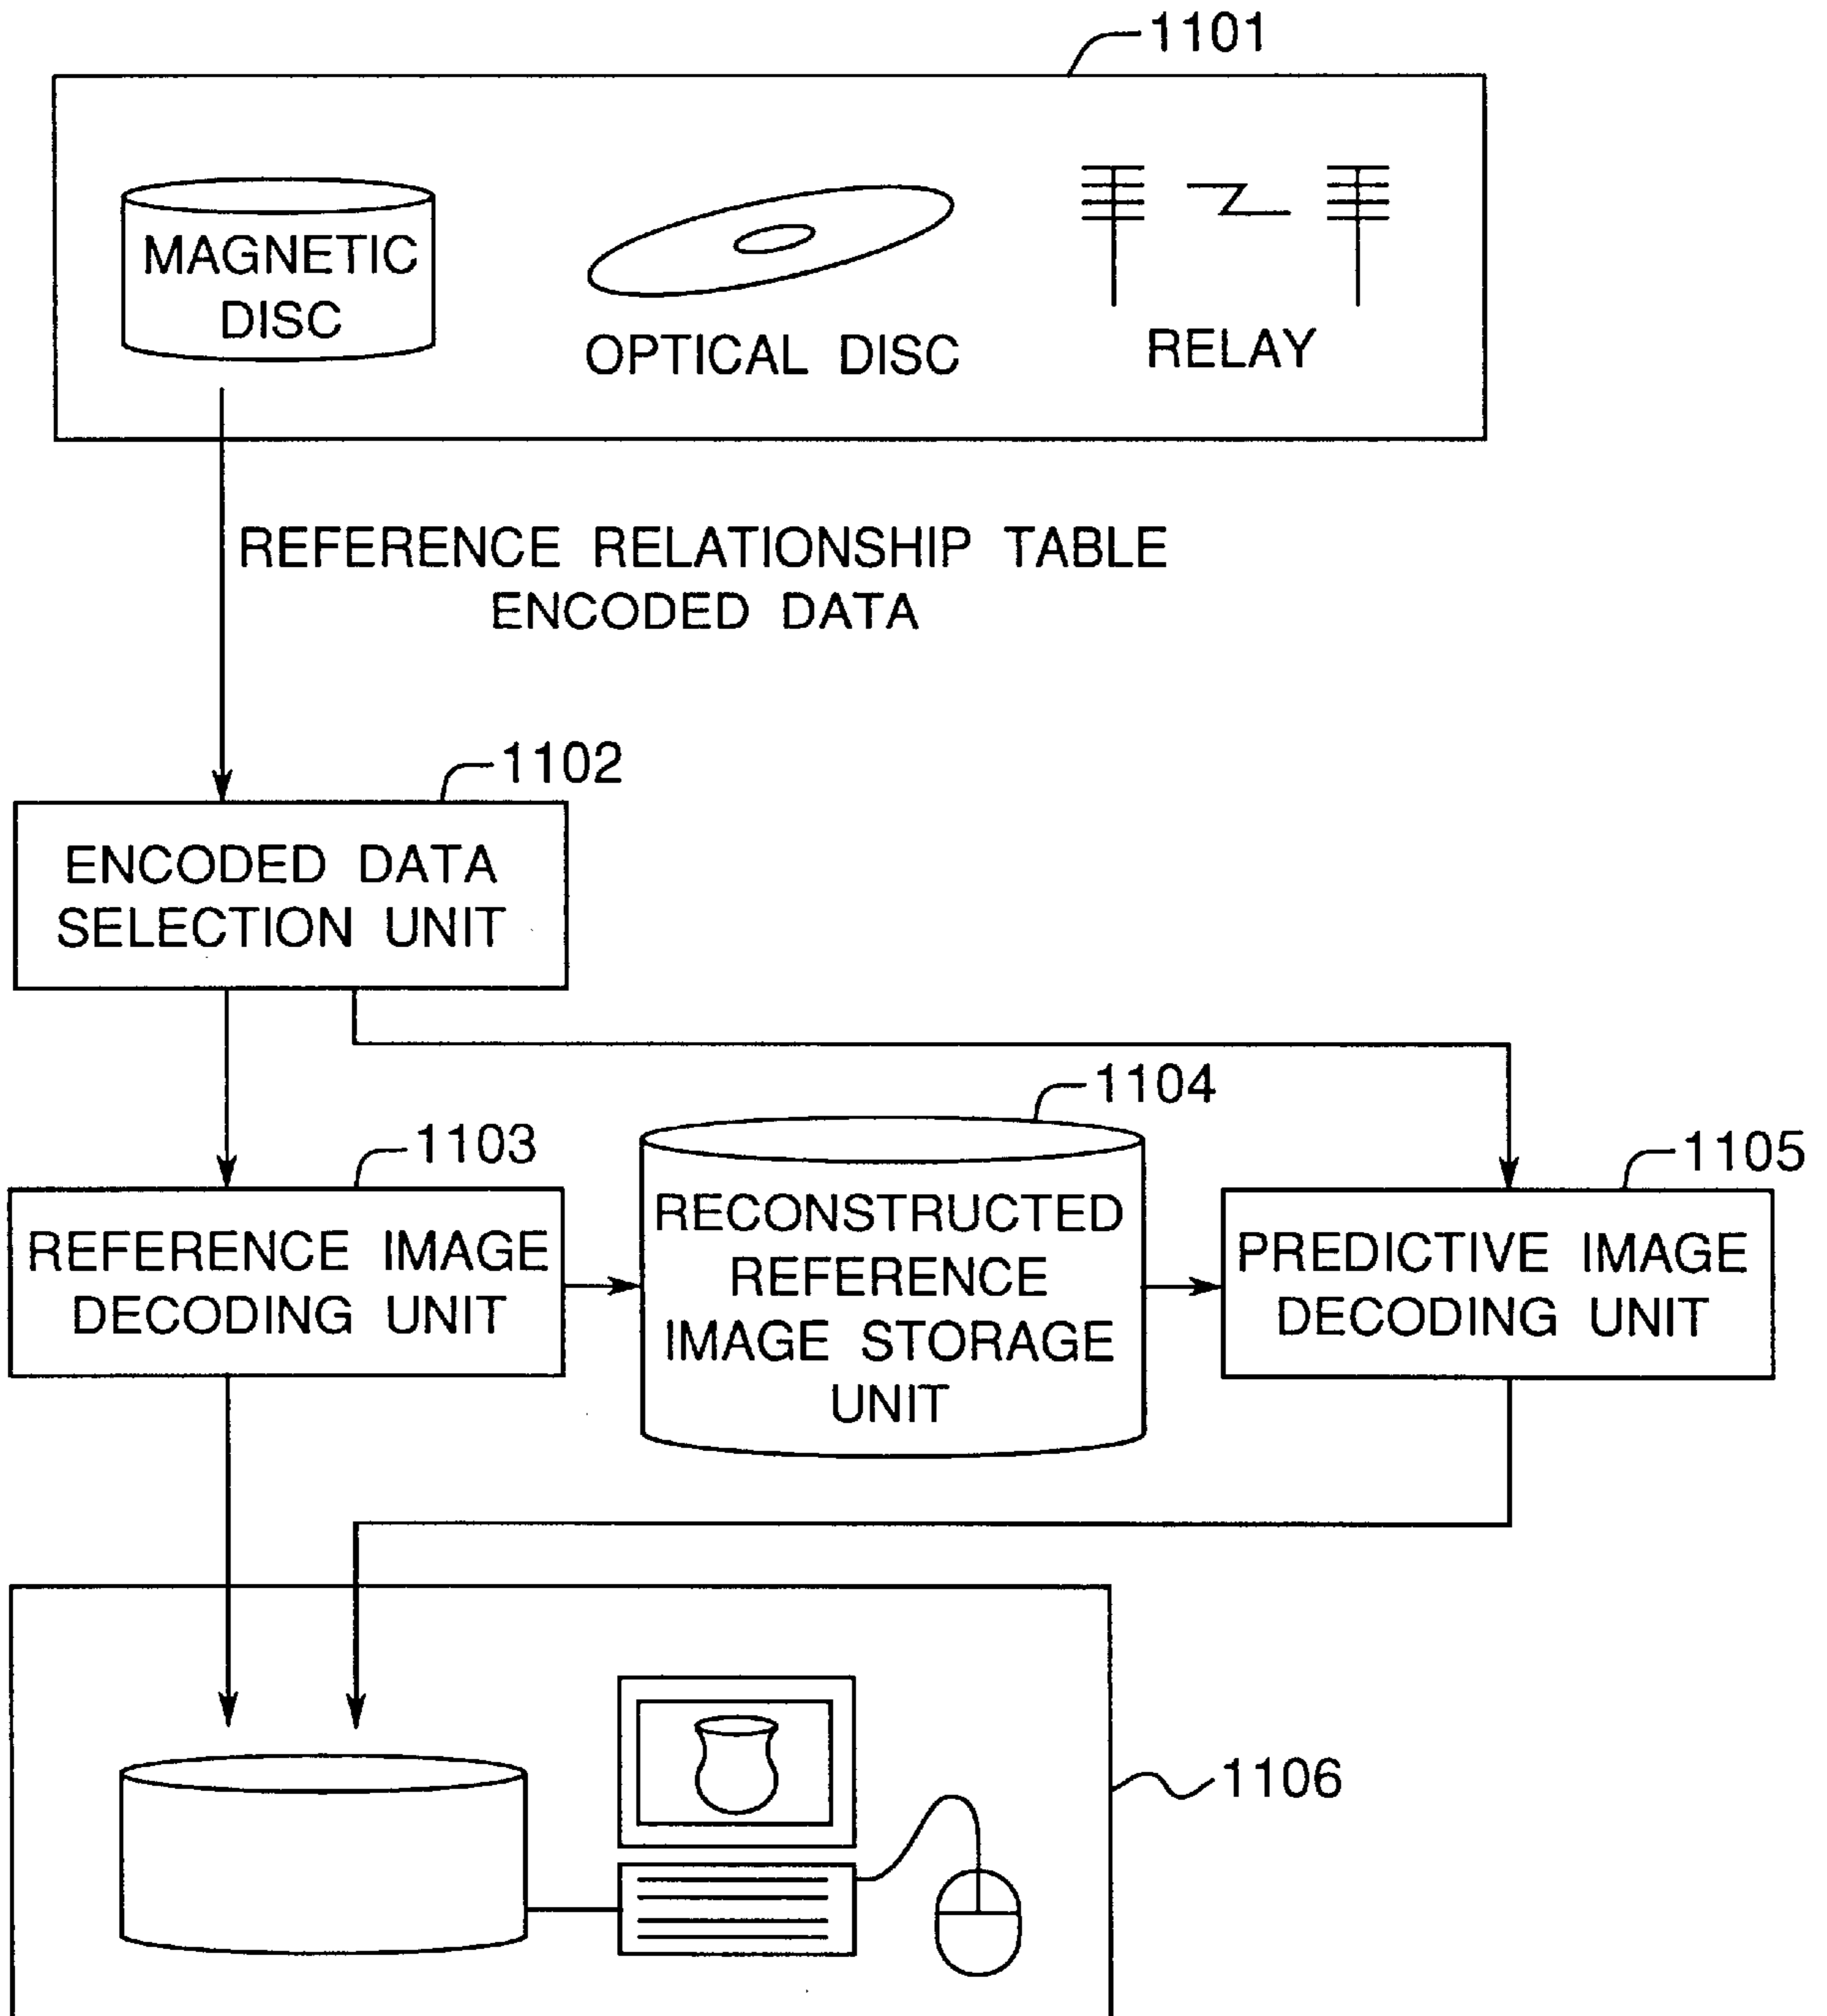 1101
MAGNETIC
DISC
OPTICAL DISC
RELAY
REFERENCE RELATIONSHIP TABLE
ENCODED DATA
1102
ENCODED DATA
SELECTION UNIT
1104
1103
1105
REFERENCE IMAGE
DECODING UNIT
RECONSTRUCTED
REFERENCE
IMAGE STORAGE
UNIT
PREDICTIVE IMAGE
DECODING UNIT
1106